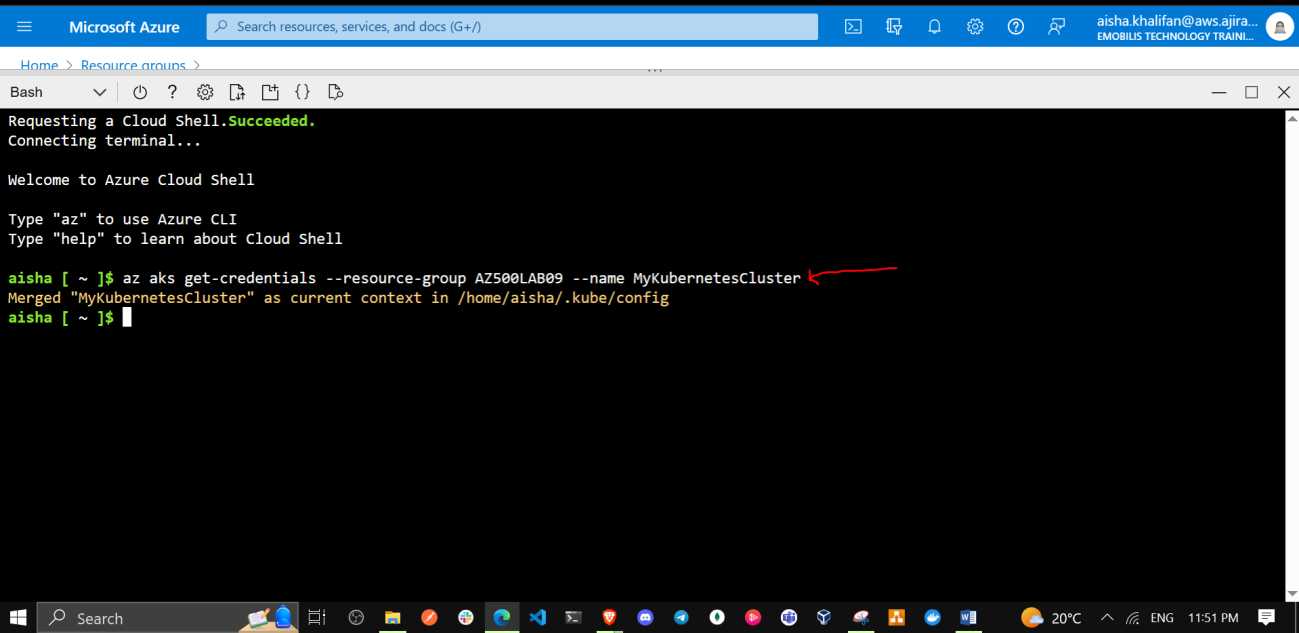 Microsoft Azure
Search resources, services, and docs (G+/)
aisha.khalifan@aws.ajira...
EMOBILIS TECHNOLOGY TRAINI...
Home > Resource groups >
Bash
Requesting a Cloud Shell.Succeeded.
Connecting terminal...
Welcome to Azure Cloud Shell
Type "az" to use Azure CLI
Type "help" to learn about Cloud Shell
aisha [ ~ ]$ az aks get-credentials --resource-group AZ500LAB09 --name MyKubernetesCluster
Merged "MyKubernetesCluster" as current context in /home/aisha/.kube/config
aisha [ ~ ]$
Search
20°C
ENG
11:51 PM